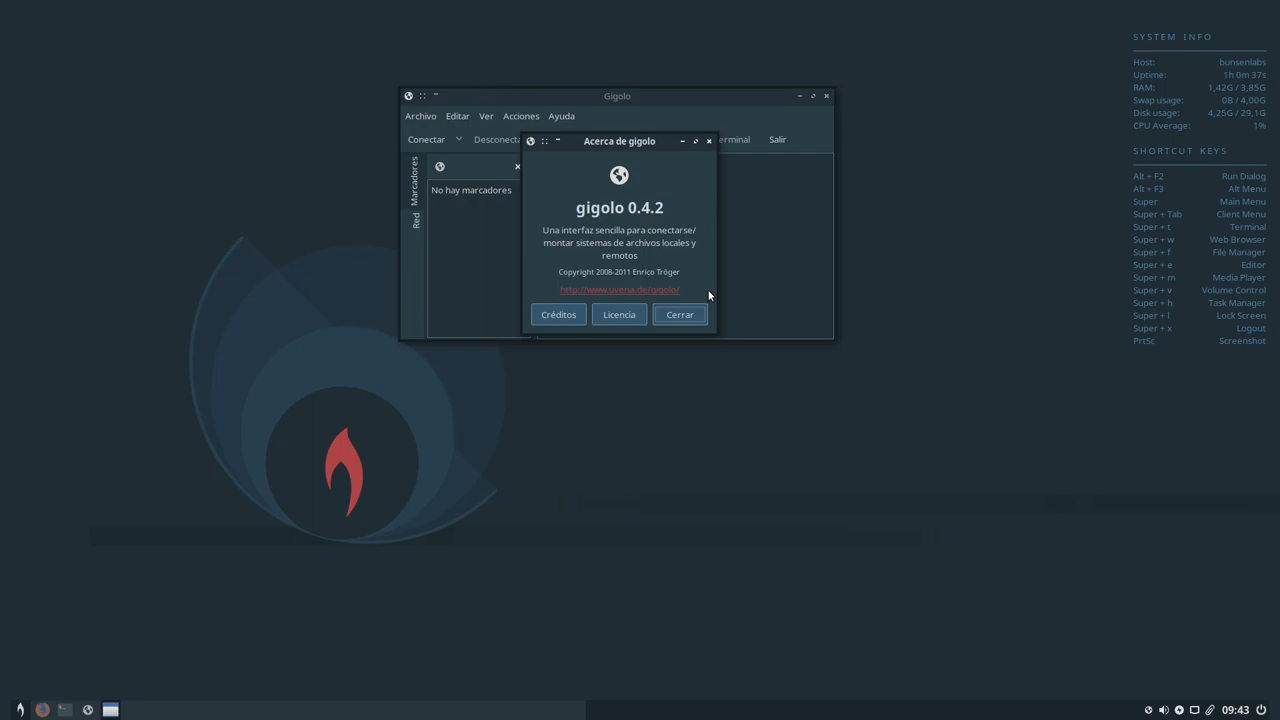 Gigolo
Archivo Editar Ver Acciones Ayuda
Conectar Desconecta erminal Salir
Marcadores
Red
No hay marcadores
Acerca de gigolo
gigolo 0.4.2
Una interfaz sencilla para conectarse/
montar sistemas de archivos locales y
remotos
Copyright 2008-2011 Enrico Tröger
http://www.uvena.de/gigolo/
Créditos Licencia Cerrar
SYSTEM INFO
Host: bunsenlabs
Uptime: 1h 0m 37s
RAM: 1,42G / 3,85G
Swap usage: 0B / 4,00G
Disk usage: 4,25G / 29,1G
CPU Average: 1%
SHORTCUT KEYS
Alt + F2 Run Dialog
Alt + F3 Alt Menu
Super Main Menu
Super + Tab Client Menu
Super + t Terminal
Super + w Web Browser
Super + f File Manager
Super + e Editor
Super + m Media Player
Super + v Volume Control
Super + h Task Manager
Super + l Lock Screen
Super + x Logout
PrtSc Screenshot
09:43